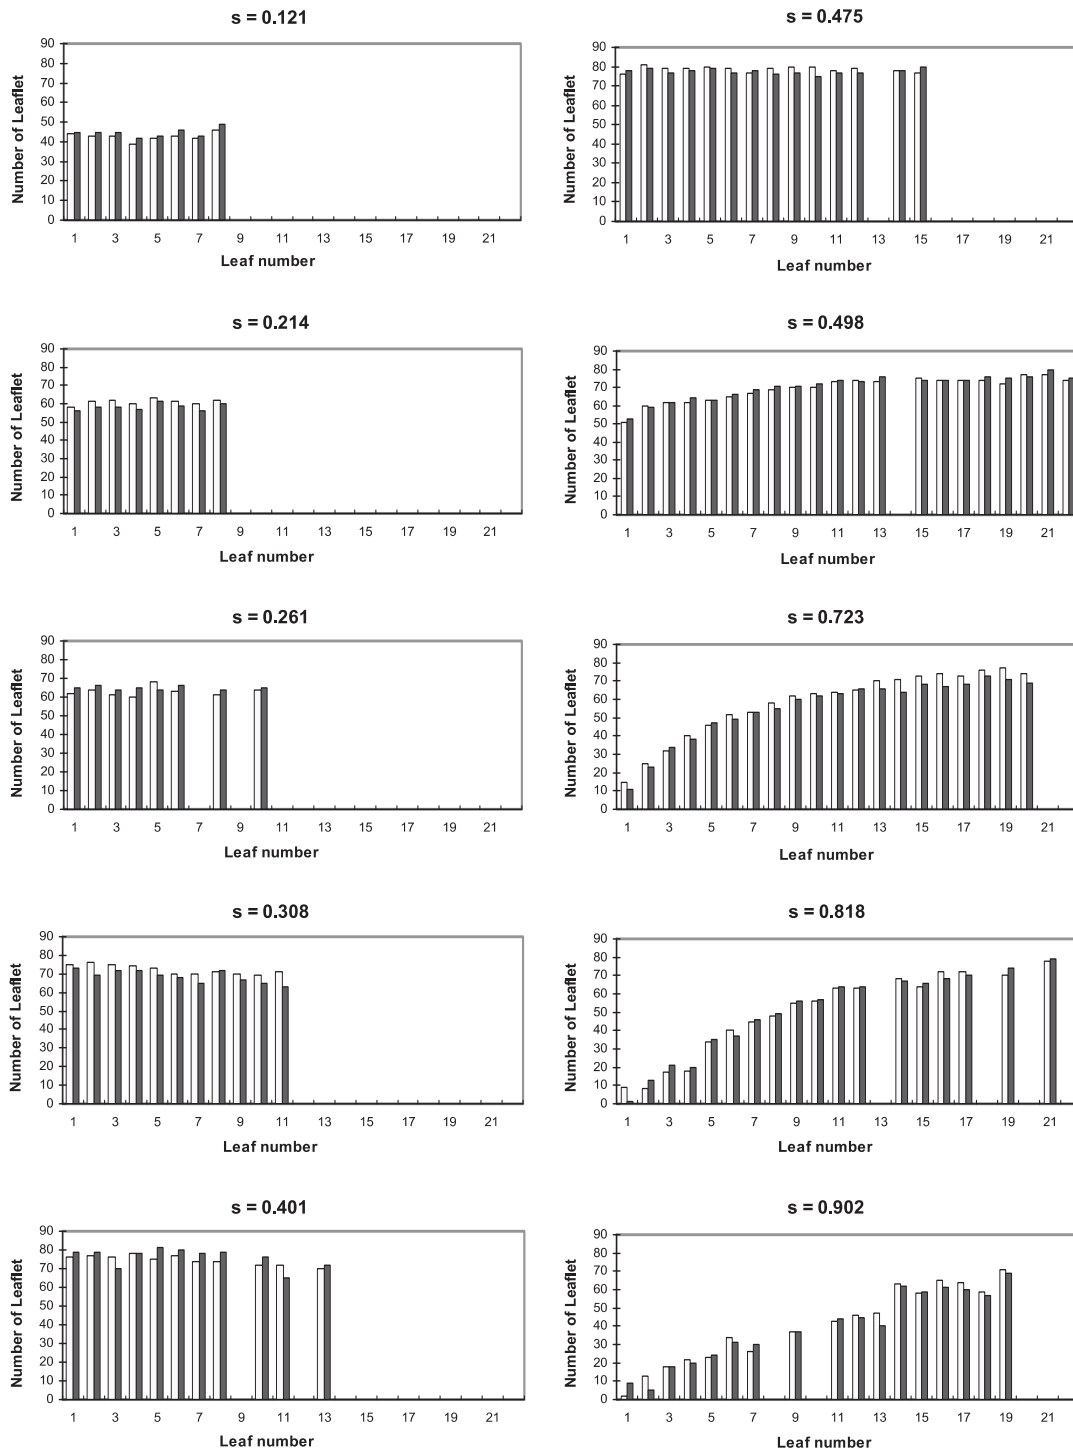 s = 0.121
Number of Leaflet
90
80
70
60
50
40
30
20
10
0
1 3 5 7 9 11 13 15 17 19 21
Leaf number
s = 0.214
Number of Leaflet
90
80
70
60
50
40
30
20
10
0
1 3 5 7 9 11 13 15 17 19 21
Leaf number
s = 0.261
Number of Leaflet
90
80
70
60
50
40
30
20
10
0
1 3 5 7 9 11 13 15 17 19 21
Leaf number
s = 0.308
Number of Leaflet
90
80
70
60
50
40
30
20
10
0
1 3 5 7 9 11 13 15 17 19 21
Leaf number
s = 0.401
Number of Leaflet
90
80
70
60
50
40
30
20
10
0
1 3 5 7 9 11 13 15 17 19 21
Leaf number
s = 0.475
Number of Leaflet
90
80
70
60
50
40
30
20
10
0
1 3 5 7 9 11 13 15 17 19 21
Leaf number
s = 0.498
Number of Leaflet
90
80
70
60
50
40
30
20
10
0
1 3 5 7 9 11 13 15 17 19 21
Leaf number
s = 0.723
Number of Leaflet
90
80
70
60
50
40
30
20
10
0
1 3 5 7 9 11 13 15 17 19 21
Leaf number
s = 0.818
Number of Leaflet
90
80
70
60
50
40
30
20
10
0
1 3 5 7 9 11 13 15 17 19 21
Leaf number
s = 0.902
Number of Leaflet
90
80
70
60
50
40
30
20
10
0
1 3 5 7 9 11 13 15 17 19 21
Leaf number